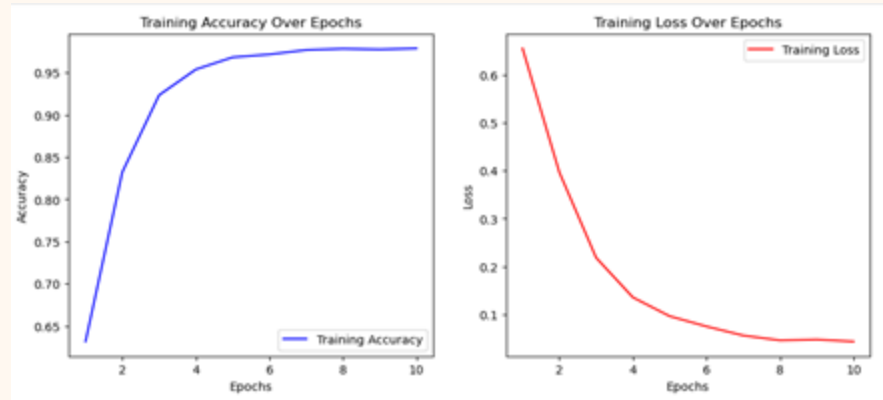 Training Accuracy Over Epochs
Accuracy
0.95
0.90
0.85
0.80
0.75
0.70
0.65
2 4 6 8 10
Epochs
Training Accuracy
Training Loss Over Epochs
Loss
0.6
0.5
0.4
0.3
0.2
0.1
2 4 6 8 10
Epochs
Training Loss